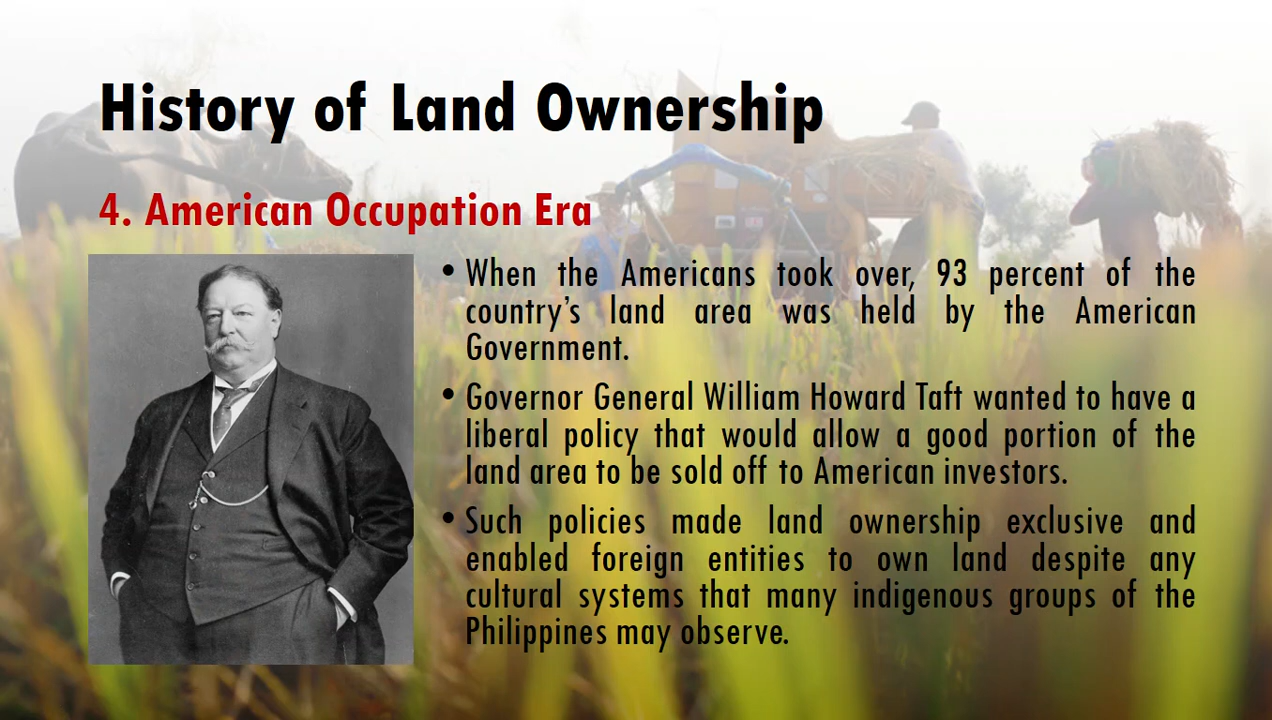 History of Land Ownership
4. American Occupation Era
• When the Americans took over, 93 percent of the
country’s land area was held by the American
Government.
• Governor General William Howard Taft wanted to have a
liberal policy that would allow a good portion of the
land area to be sold off to American investors.
• Such policies made land ownership exclusive and
enabled foreign entities to own land despite any
cultural systems that many indigenous groups of the
Philippines may observe.